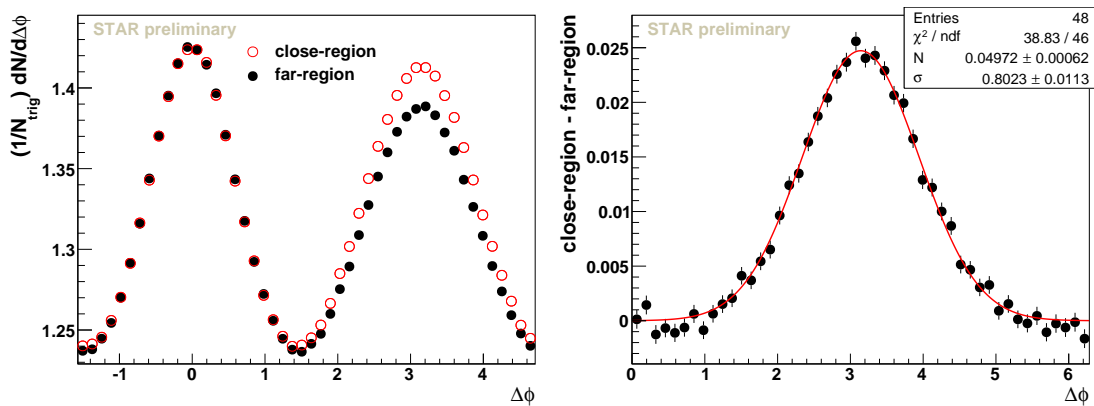 (1/N_trig) dN/dΔφ
STAR preliminary
close-region
far-region
1.4
1.35
1.3
1.25
-1 0 1 2 3 4
Δφ
close-region - far-region
STAR preliminary
Entries 48
χ² / ndf 38.83 / 46
N 0.04972 ± 0.00062
σ 0.8023 ± 0.0113
0.025
0.02
0.015
0.01
0.005
0
0 1 2 3 4 5 6
Δφ